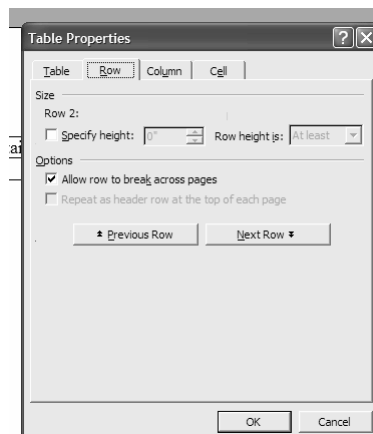 Table Properties
Table Row Column Cell
Size
Row 2:
Specify height: 0" Row height is: At least
Options
Allow row to break across pages
Repeat as header row at the top of each page
Previous Row Next Row
OK Cancel